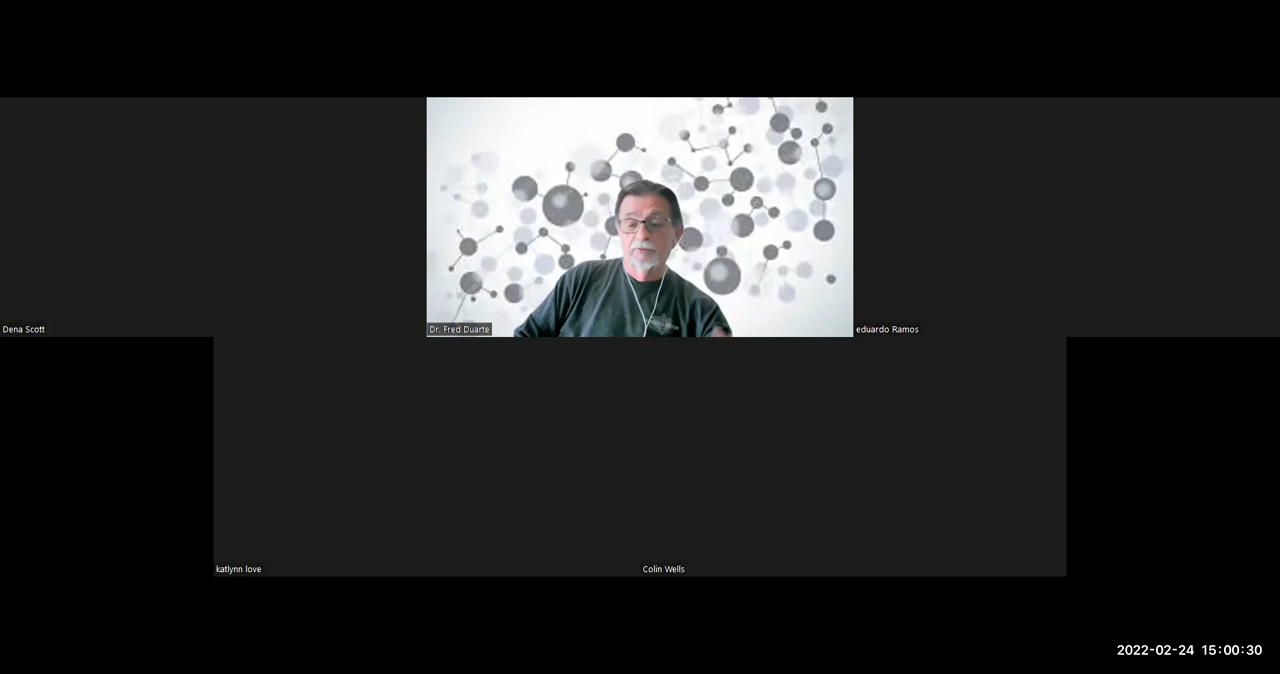 Dena Scott
Dr. Fred Duarte
eduardo Ramos
katlynn love
Colin Wells
2022-02-24 15:00:30